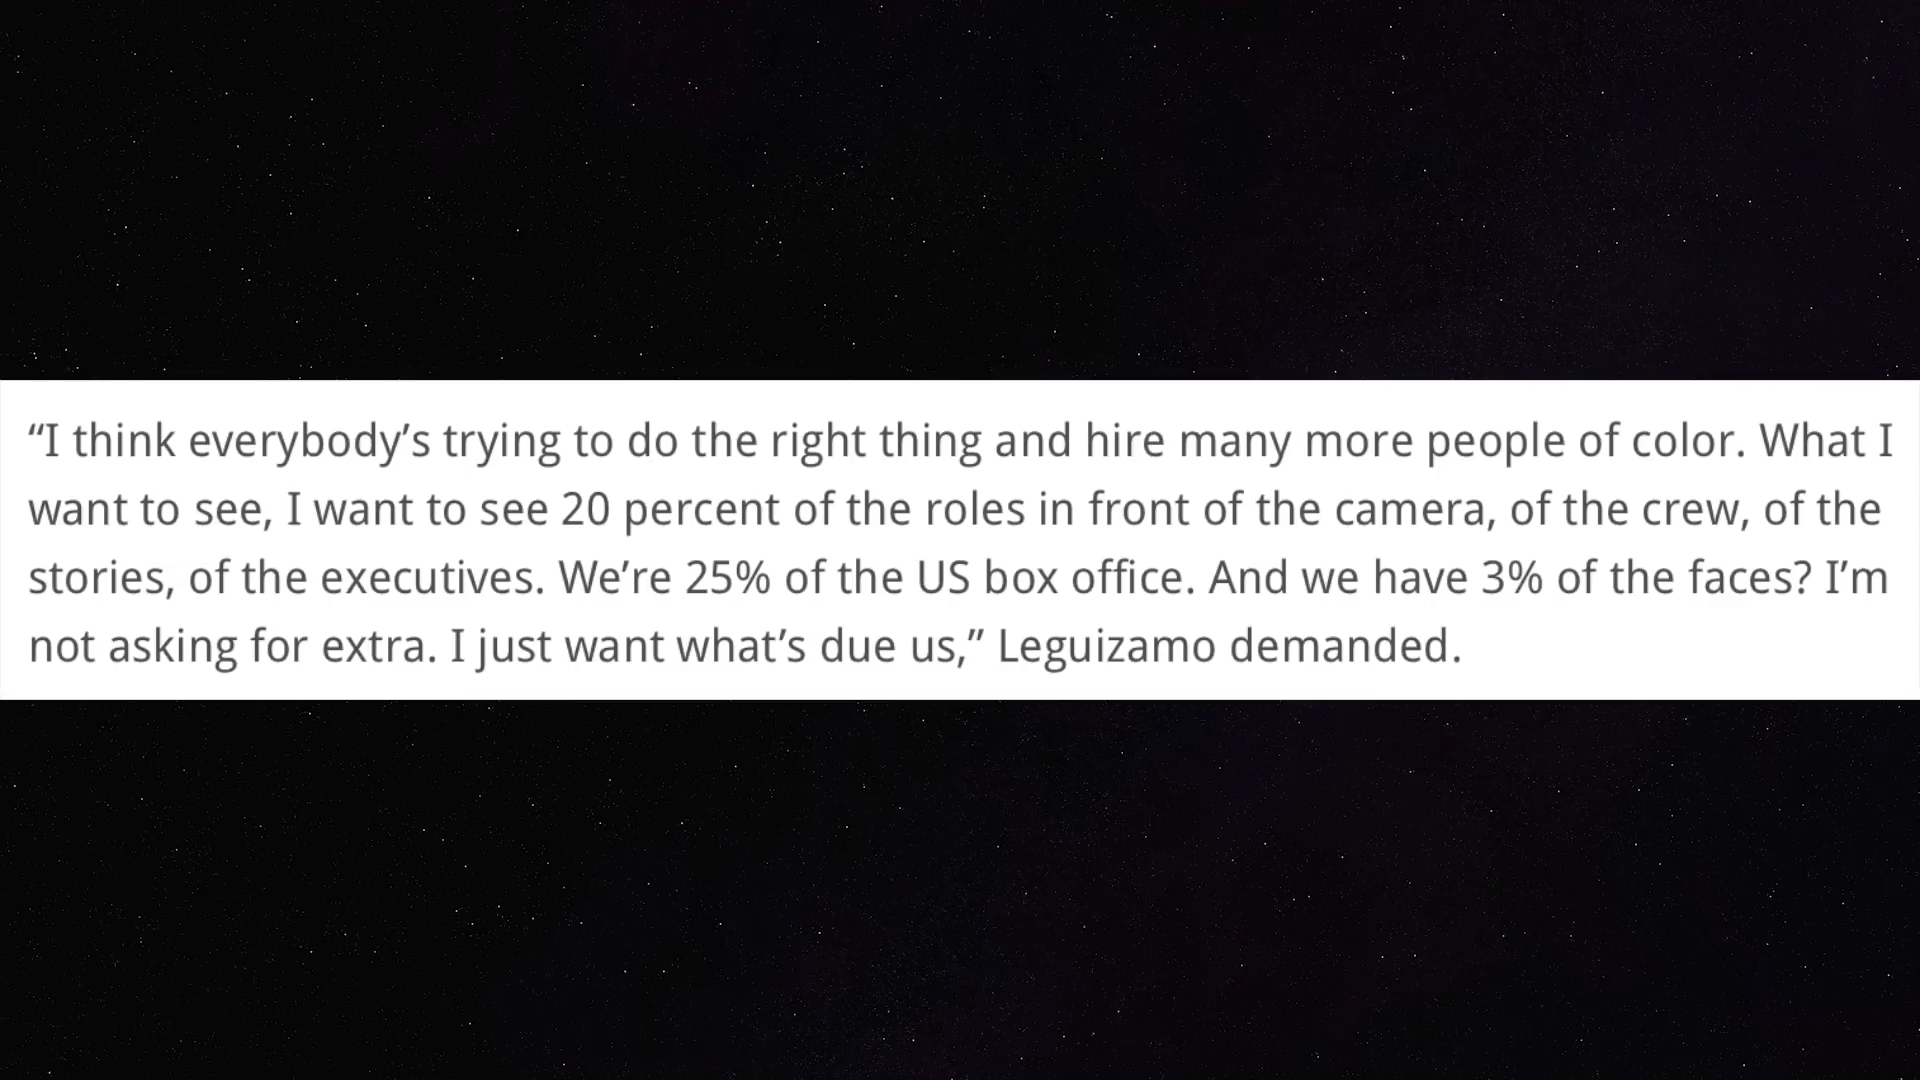 “I think everybody’s trying to do the right thing and hire many more people of color. What I
want to see, I want to see 20 percent of the roles in front of the camera, of the crew, of the
stories, of the executives. We’re 25% of the US box office. And we have 3% of the faces? I’m
not asking for extra. I just want what’s due us,” Leguizamo demanded.